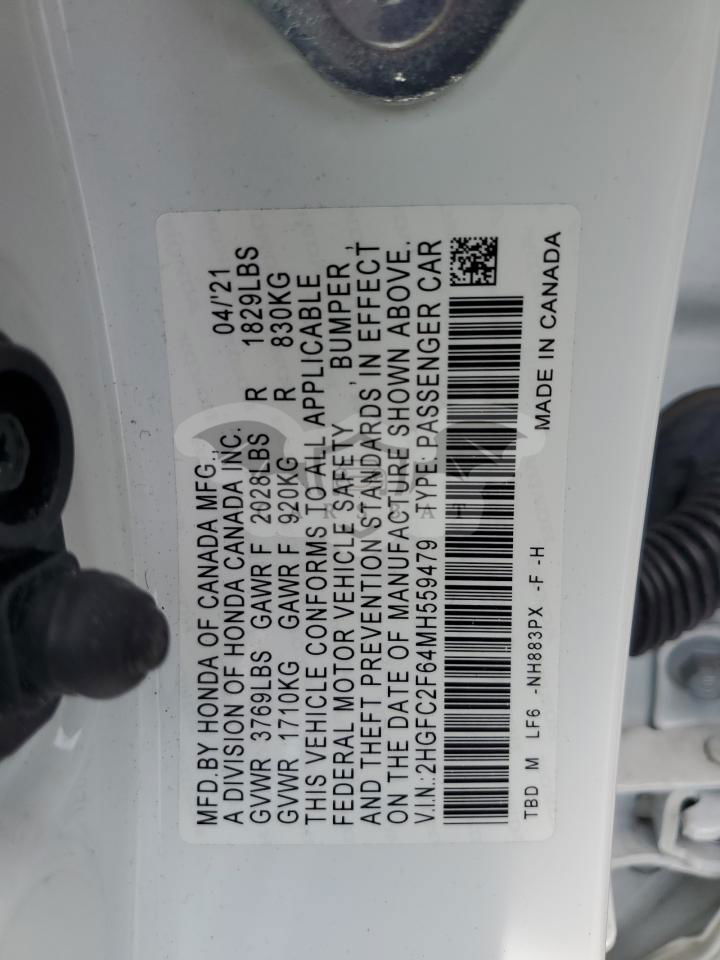 MFD.BY HONDA OF CANADA MFG., 04/'21
A DIVISION OF HONDA CANADA INC.
GVWR 3769LBS GAWR F 2028LBS R 1829LBS
GVWR 1710KG GAWR F 920KG R 830KG
THIS VEHICLE CONFORMS TO ALL APPLICABLE
FEDERAL MOTOR VEHICLE SAFETY, BUMPER,
AND THEFT PREVENTION STANDARDS, IN EFFECT
ON THE DATE OF MANUFACTURE SHOWN ABOVE.
V.I.N.:2HGFC2F64MH559479 TYPE:PASSENGER CAR
TBD M LF6 -NH883PX -F -H MADE IN CANADA